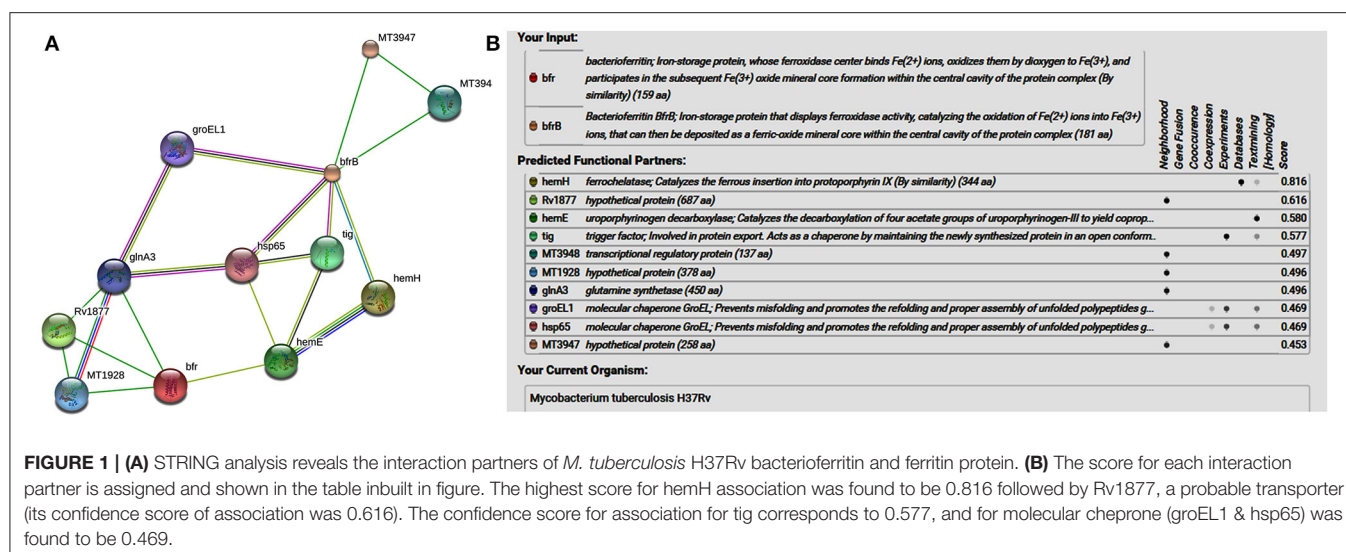 A
MT3947
MT394
groEL1
bfrB
hsp65
tig
glnA3
hemH
Rv1877
hemE
MT1928
bfr
B
Your Input:
bfr bacterioferritin; Iron-storage protein, whose ferroxidase center binds Fe(2+) ions, oxidizes them by dioxygen to Fe(3+), and
participates in the subsequent Fe(3+) oxide mineral core formation within the central cavity of the protein complex (By
similarity) (159 aa)
bfrB Bacterioferritin BfrB; Iron-storage protein that displays ferroxidase activity, catalyzing the oxidation of Fe(2+) ions into Fe(3+)
ions, that can then be deposited as a ferric-oxide mineral core within the central cavity of the protein complex (181 aa)
Neighborhood
Gene Fusion
Cooccurence
Coexpression
Experiments
Databases
Textmining
[Homology]
Score
Predicted Functional Partners:
hemH ferrochelatase; Catalyzes the ferrous insertion into protoporphyrin IX (By similarity) (344 aa) 0.816
Rv1877 hypothetical protein (687 aa) 0.616
hemE uroporphyrinogen decarboxylase; Catalyzes the decarboxylation of four acetate groups of uroporphyrinogen-III to yield coprop... 0.580
tig trigger factor; Involved in protein export. Acts as a chaperone by maintaining the newly synthesized protein in an open conform.. 0.577
MT3948 transcriptional regulatory protein (137 aa) 0.497
MT1928 hypothetical protein (378 aa) 0.496
glnA3 glutamine synthetase (450 aa) 0.496
groEL1 molecular chaperone GroEL; Prevents misfolding and promotes the refolding and proper assembly of unfolded polypeptides g... 0.469
hsp65 molecular chaperone GroEL; Prevents misfolding and promotes the refolding and proper assembly of unfolded polypeptides g... 0.469
MT3947 hypothetical protein (258 aa) 0.453
Your Current Organism:
Mycobacterium tuberculosis H37Rv
FIGURE 1 | (A) STRING analysis reveals the interaction partners of M. tuberculosis H37Rv bacterioferritin and ferritin protein. (B) The score for each interaction
partner is assigned and shown in the table inbuilt in figure. The highest score for hemH association was found to be 0.816 followed by Rv1877, a probable transporter
(its confidence score of association was 0.616). The confidence score for association for tig corresponds to 0.577, and for molecular cheprone (groEL1 & hsp65) was
found to be 0.469.